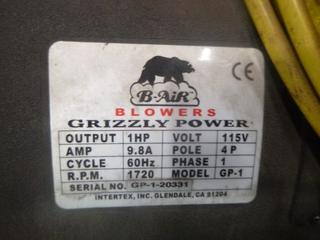 B-AiR
BLOWERS
GRIZZLY POWER
OUTPUT 1HP VOLT 115V
AMP 9.8A POLE 4P
CYCLE 60Hz PHASE 1
R.P.M. 1720 MODEL GP-1
SERIAL NO. GP-1-20331
INTERTEX, INC. GLENDALE, CA 91204
CE